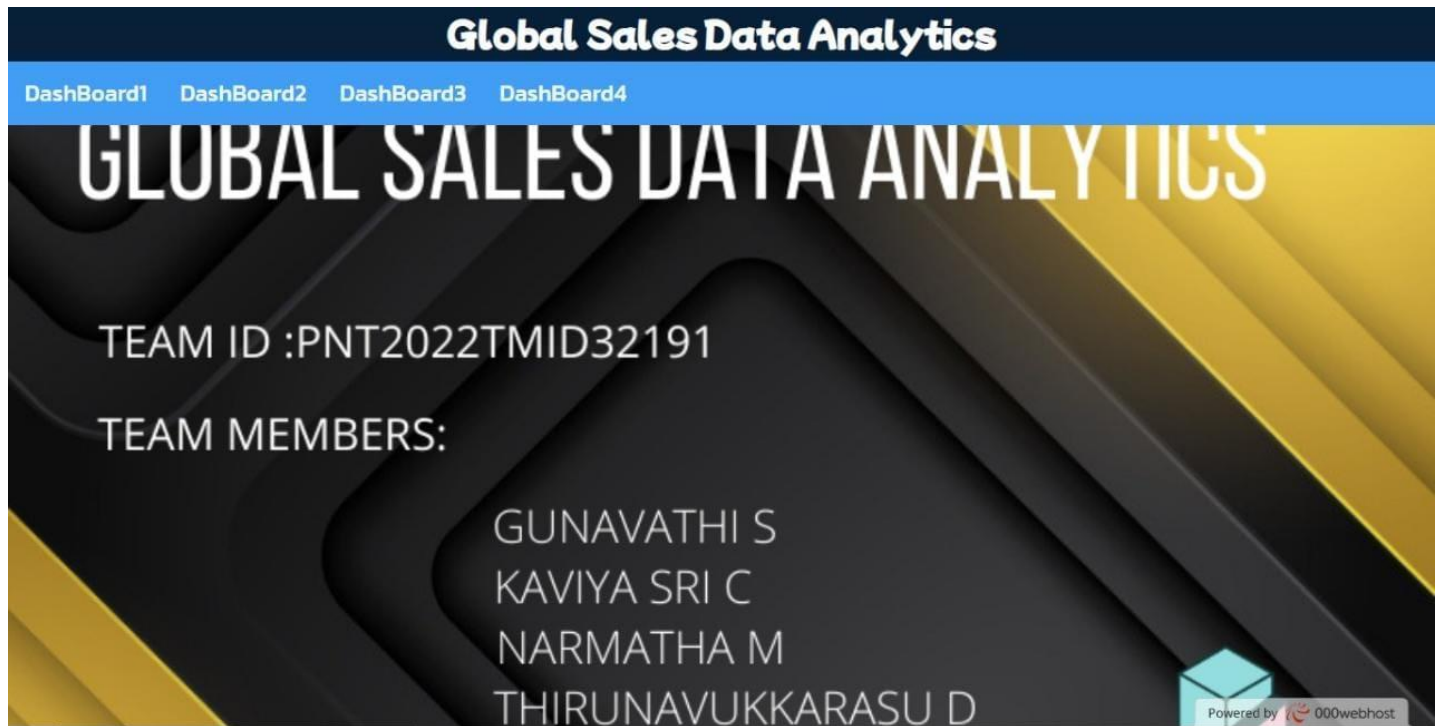 Global Sales Data Analytics
DashBoard1 DashBoard2 DashBoard3 DashBoard4
GLOBAL SALES DATA ANALYTICS
TEAM ID :PNT2022TMID32191
TEAM MEMBERS:
GUNAVATHI S
KAVIYA SRI C
NARMATHA M
THIRUNAVUKKARASU D
Powered by 000webhost